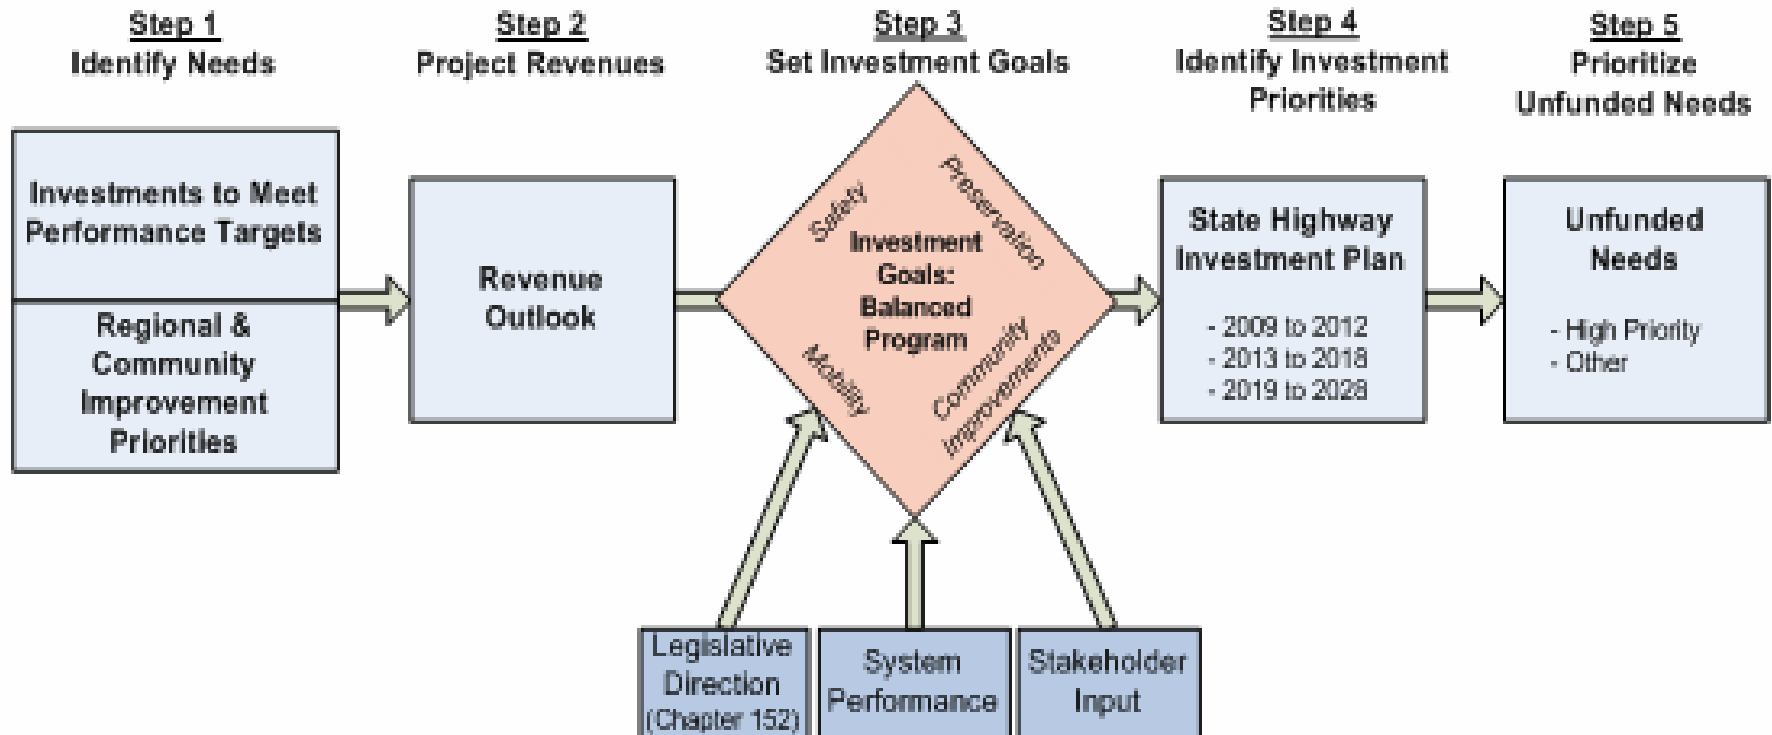 Step 1
Identify Needs
Step 2
Project Revenues
Step 3
Set Investment Goals
Step 4
Identify Investment
Priorities
Step 5
Prioritize
Unfunded Needs
Investments to Meet
Performance Targets
Regional &
Community
Improvement
Priorities
Revenue
Outlook
Safety
Preservation
Investment
Goals:
Balanced
Program
Mobility
Community
Improvements
State Highway
Investment Plan
- 2009 to 2012
- 2013 to 2018
- 2019 to 2028
Unfunded
Needs
- High Priority
- Other
Legislative
Direction
(Chapter 152)
System
Performance
Stakeholder
Input